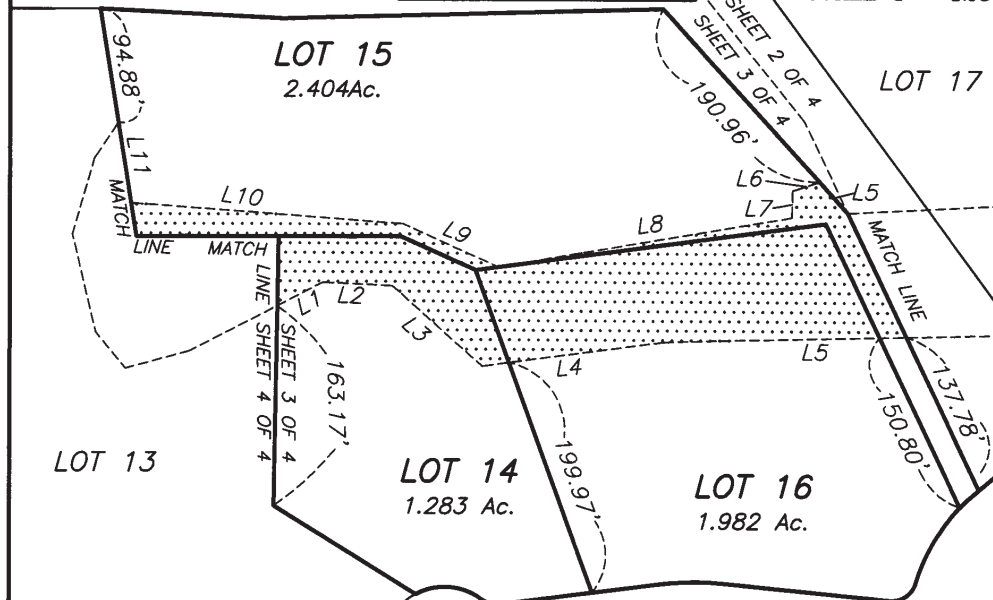 SHEET 2 OF 4
SHEET 3 OF 4
LOT 15
2.404Ac.
LOT 17
94.88'
190.96'
L11
L6
L5
L10
L7
MATCH
LINE
MATCH
LINE
L9
L8
MATCH LINE
L1
L2
L3
L4
L5
SHEET 3 OF 4
SHEET 4 OF 4
163.17'
137.78'
150.80'
199.97'
LOT 13
LOT 14
1.283 Ac.
LOT 16
1.982 Ac.